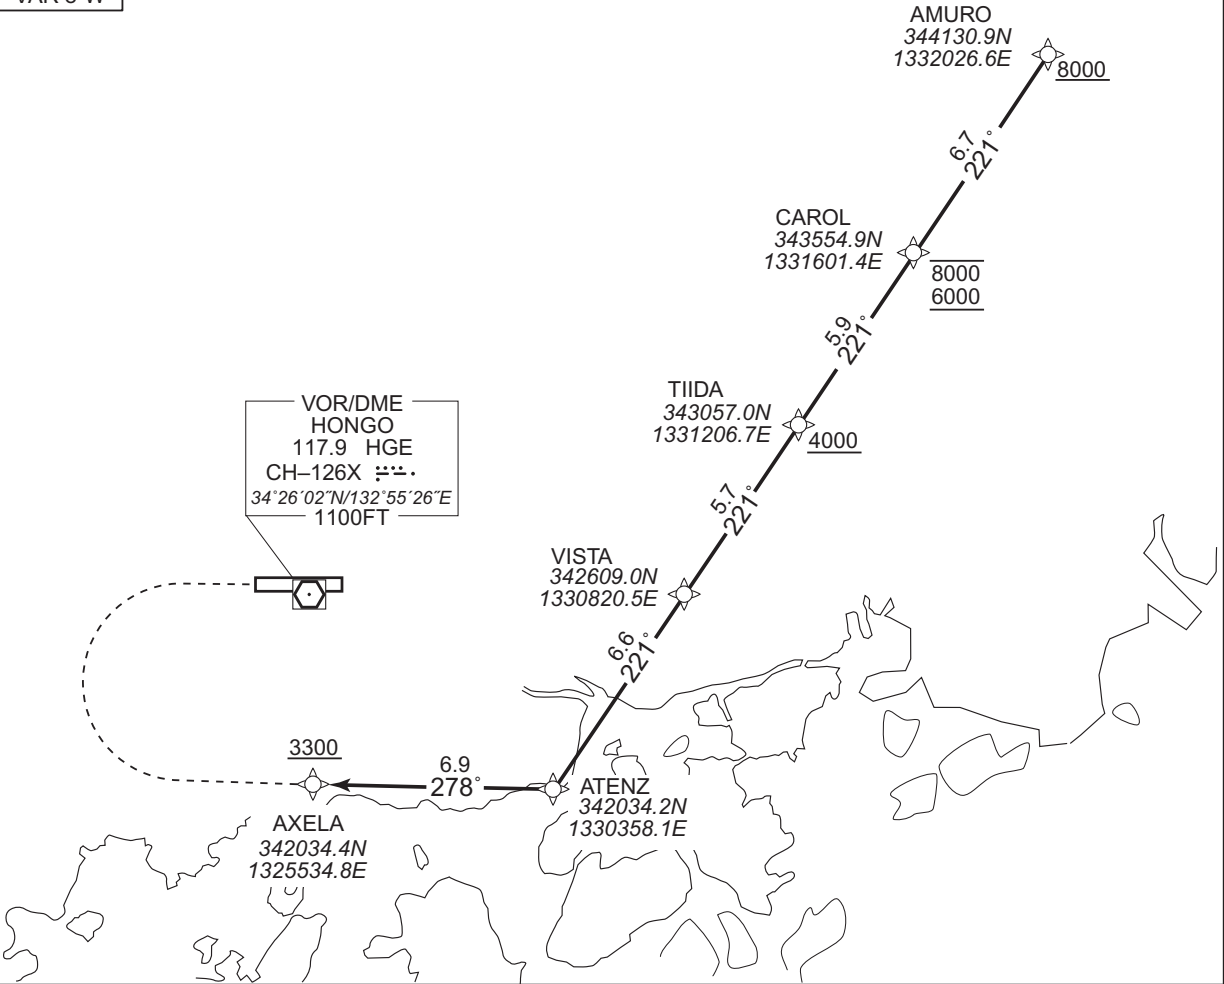 AMURO
344130.9N
1332026.6E
8000
6.7
221°
CAROL
343554.9N
1331601.4E
8000
6000
5.9
221°
TIIDA
343057.0N
1331206.7E
4000
5.7
221°
VOR/DME
HONGO
117.9 HGE
CH–126X
34°26′02″N/132°55′26″E
1100FT
VISTA
342609.0N
1330820.5E
6.6
221°
3300
6.9
278°
ATENZ
342034.2N
1330358.1E
AXELA
342034.4N
1325534.8E